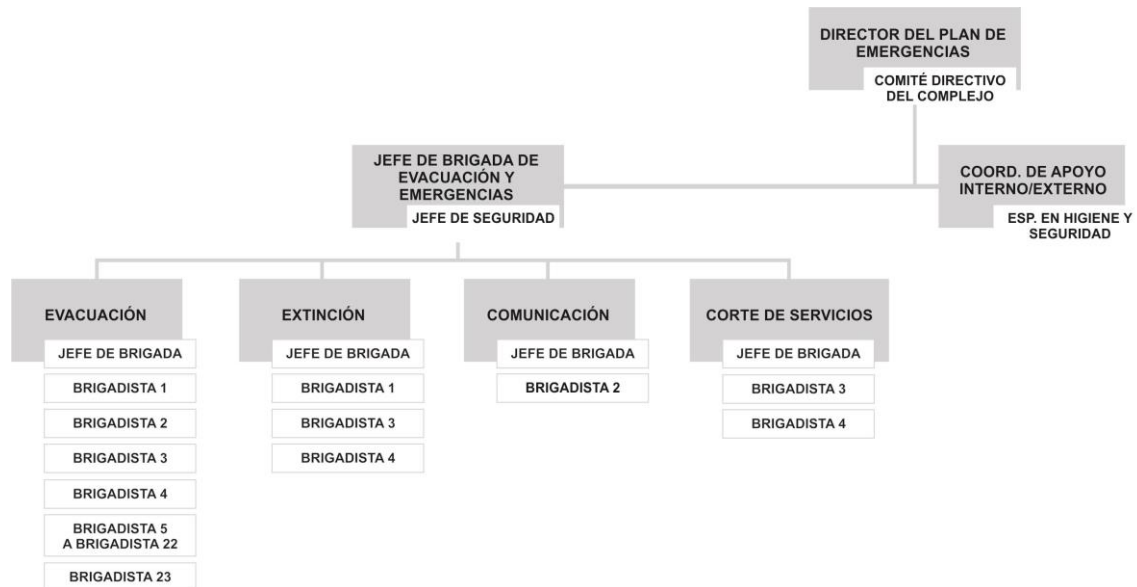 DIRECTOR DEL PLAN DE
EMERGENCIAS
COMITÉ DIRECTIVO
DEL COMPLEJO
JEFE DE BRIGADA DE
EVACUACIÓN Y
EMERGENCIAS
JEFE DE SEGURIDAD
COORD. DE APOYO
INTERNO/EXTERNO
ESP. EN HIGIENE Y
SEGURIDAD
EVACUACIÓN
JEFE DE BRIGADA
BRIGADISTA 1
BRIGADISTA 2
BRIGADISTA 3
BRIGADISTA 4
BRIGADISTA 5
A BRIGADISTA 22
BRIGADISTA 23
EXTINCIÓN
JEFE DE BRIGADA
BRIGADISTA 1
BRIGADISTA 3
BRIGADISTA 4
COMUNICACIÓN
JEFE DE BRIGADA
BRIGADISTA 2
CORTE DE SERVICIOS
JEFE DE BRIGADA
BRIGADISTA 3
BRIGADISTA 4